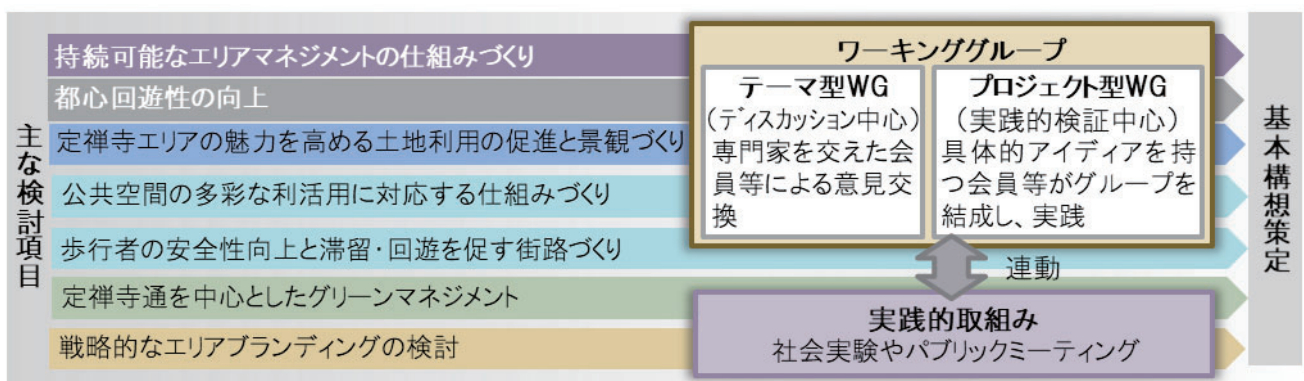 主な検討項目
持続可能なエリアマネジメントの仕組みづくり
都心回遊性の向上
定禅寺エリアの魅力を高める土地利用の促進と景観づくり
公共空間の多彩な利活用に対応する仕組みづくり
歩行者の安全性向上と滞留・回遊を促す街路づくり
定禅寺通を中心としたグリーンマネジメント
戦略的なエリアブランディングの検討
ワーキンググループ
テーマ型WG
(ディスカッション中心)
専門家を交えた会
員等による意見交
換
プロジェクト型WG
(実践的検証中心)
具体的アイディアを持
つ会員等がグループを
結成し、実践
連動
実践的取組み
社会実験やパブリックミーティング
基本構想策定